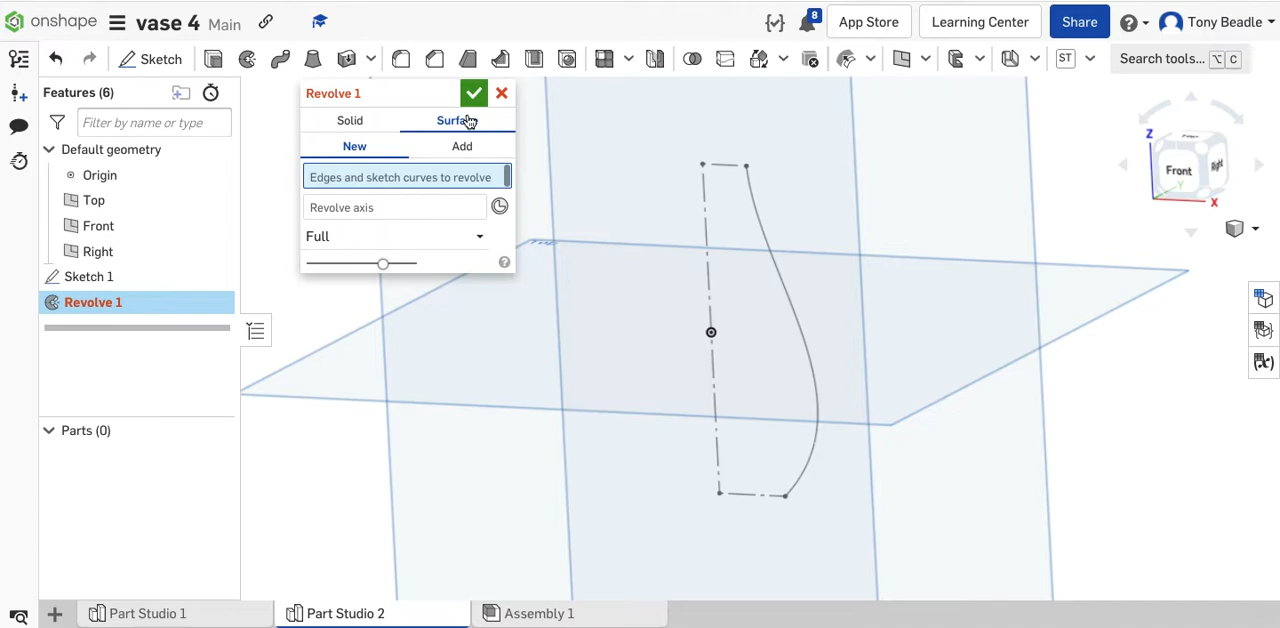 onshape vase 4 Main 8 App Store Learning Center Share Tony Beadle
Sketch ST Search tools... ⌥ C
Features (6)
Filter by name or type
Default geometry
Origin
Top
Front
Right
Sketch 1
Revolve 1
Parts (0)
Revolve 1
Solid
New Add
Edges and sketch curves to revolve
Revolve axis
Full
Z
Front Right
Y
X
Part Studio 1 Part Studio 2 Assembly 1